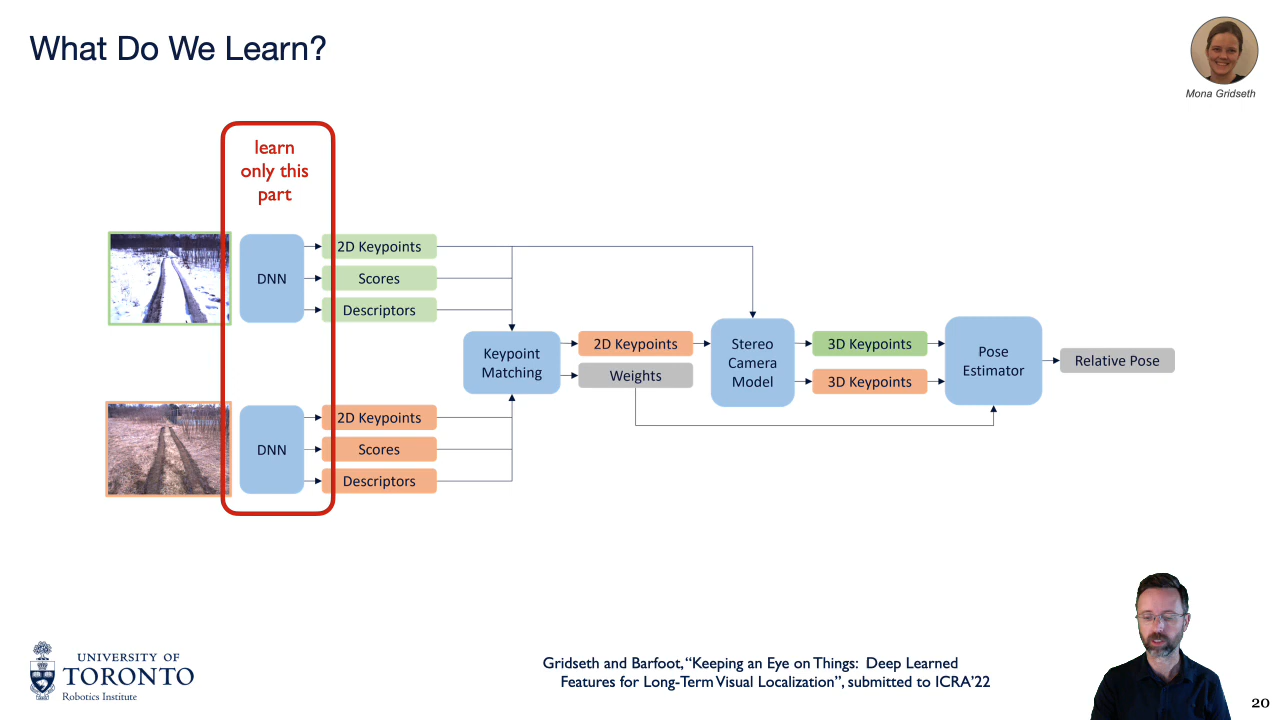 What Do We Learn?
Mona Gridseth
learn
only this
part
DNN
2D Keypoints
Scores
Descriptors
Keypoint
Matching
2D Keypoints
Weights
Stereo
Camera
Model
3D Keypoints
3D Keypoints
Pose
Estimator
Relative Pose
DNN
2D Keypoints
Scores
Descriptors
UNIVERSITY OF
TORONTO
Robotics Institute
Gridseth and Barfoot, “Keeping an Eye on Things: Deep Learned
Features for Long-Term Visual Localization”, submitted to ICRA’22
20